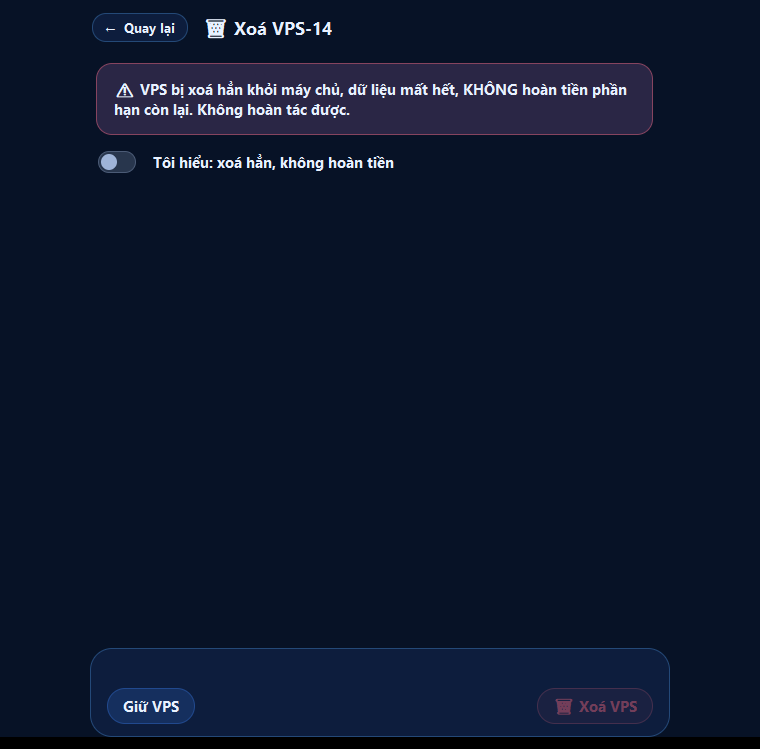 ← Quay lại
🗑 Xoá VPS-14
⚠ VPS bị xoá hẳn khỏi máy chủ, dữ liệu mất hết, KHÔNG hoàn tiền phần
hạn còn lại. Không hoàn tác được.
Tôi hiểu: xoá hẳn, không hoàn tiền
Giữ VPS
🗑 Xoá VPS